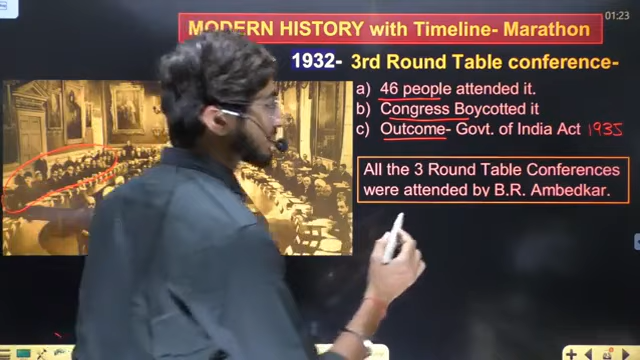 01:23
MODERN HISTORY with Timeline- Marathon
1932- 3rd Round Table conference-
a) 46 people attended it.
b) Congress Boycotted it
c) Outcome- Govt. of India Act 1935
All the 3 Round Table Conferences
were attended by B.R. Ambedkar.